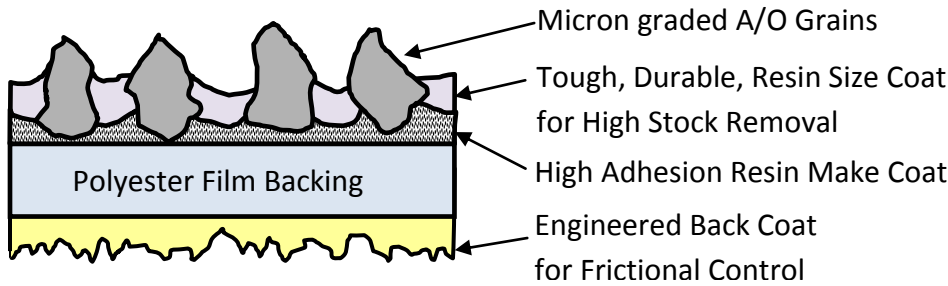 Micron graded A/O Grains
Tough, Durable, Resin Size Coat
for High Stock Removal
High Adhesion Resin Make Coat
Polyester Film Backing
Engineered Back Coat
for Frictional Control